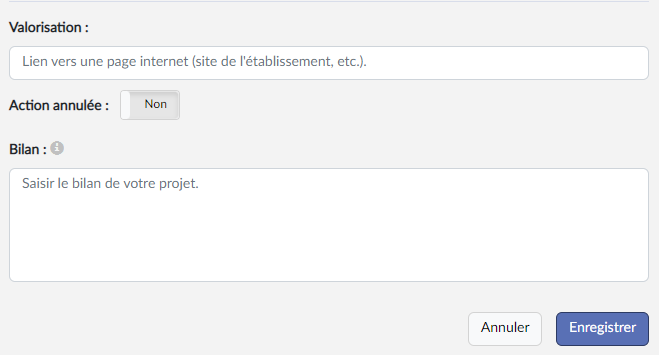 Valorisation :
Lien vers une page internet (site de l'établissement, etc.).
Action annulée :
Non
Bilan :
Saisir le bilan de votre projet.
Annuler
Enregistrer